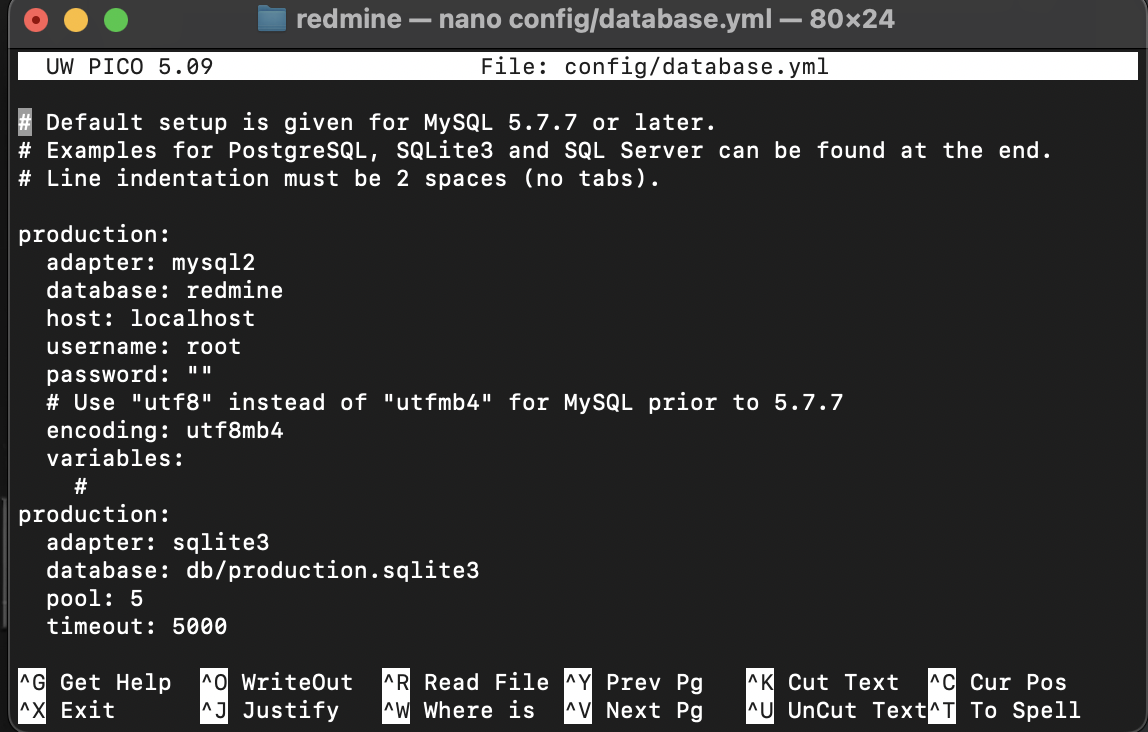 redmine — nano config/database.yml — 80×24
UW PICO 5.09 File: config/database.yml
# Default setup is given for MySQL 5.7.7 or later.
# Examples for PostgreSQL, SQLite3 and SQL Server can be found at the end.
# Line indentation must be 2 spaces (no tabs).
production:
  adapter: mysql2
  database: redmine
  host: localhost
  username: root
  password: ""
  # Use "utf8" instead of "utfmb4" for MySQL prior to 5.7.7
  encoding: utf8mb4
  variables:
    #
production:
  adapter: sqlite3
  database: db/production.sqlite3
  pool: 5
  timeout: 5000
^G Get Help ^O WriteOut ^R Read File ^Y Prev Pg ^K Cut Text ^C Cur Pos
^X Exit ^J Justify ^W Where is ^V Next Pg ^U UnCut Text ^T To Spell